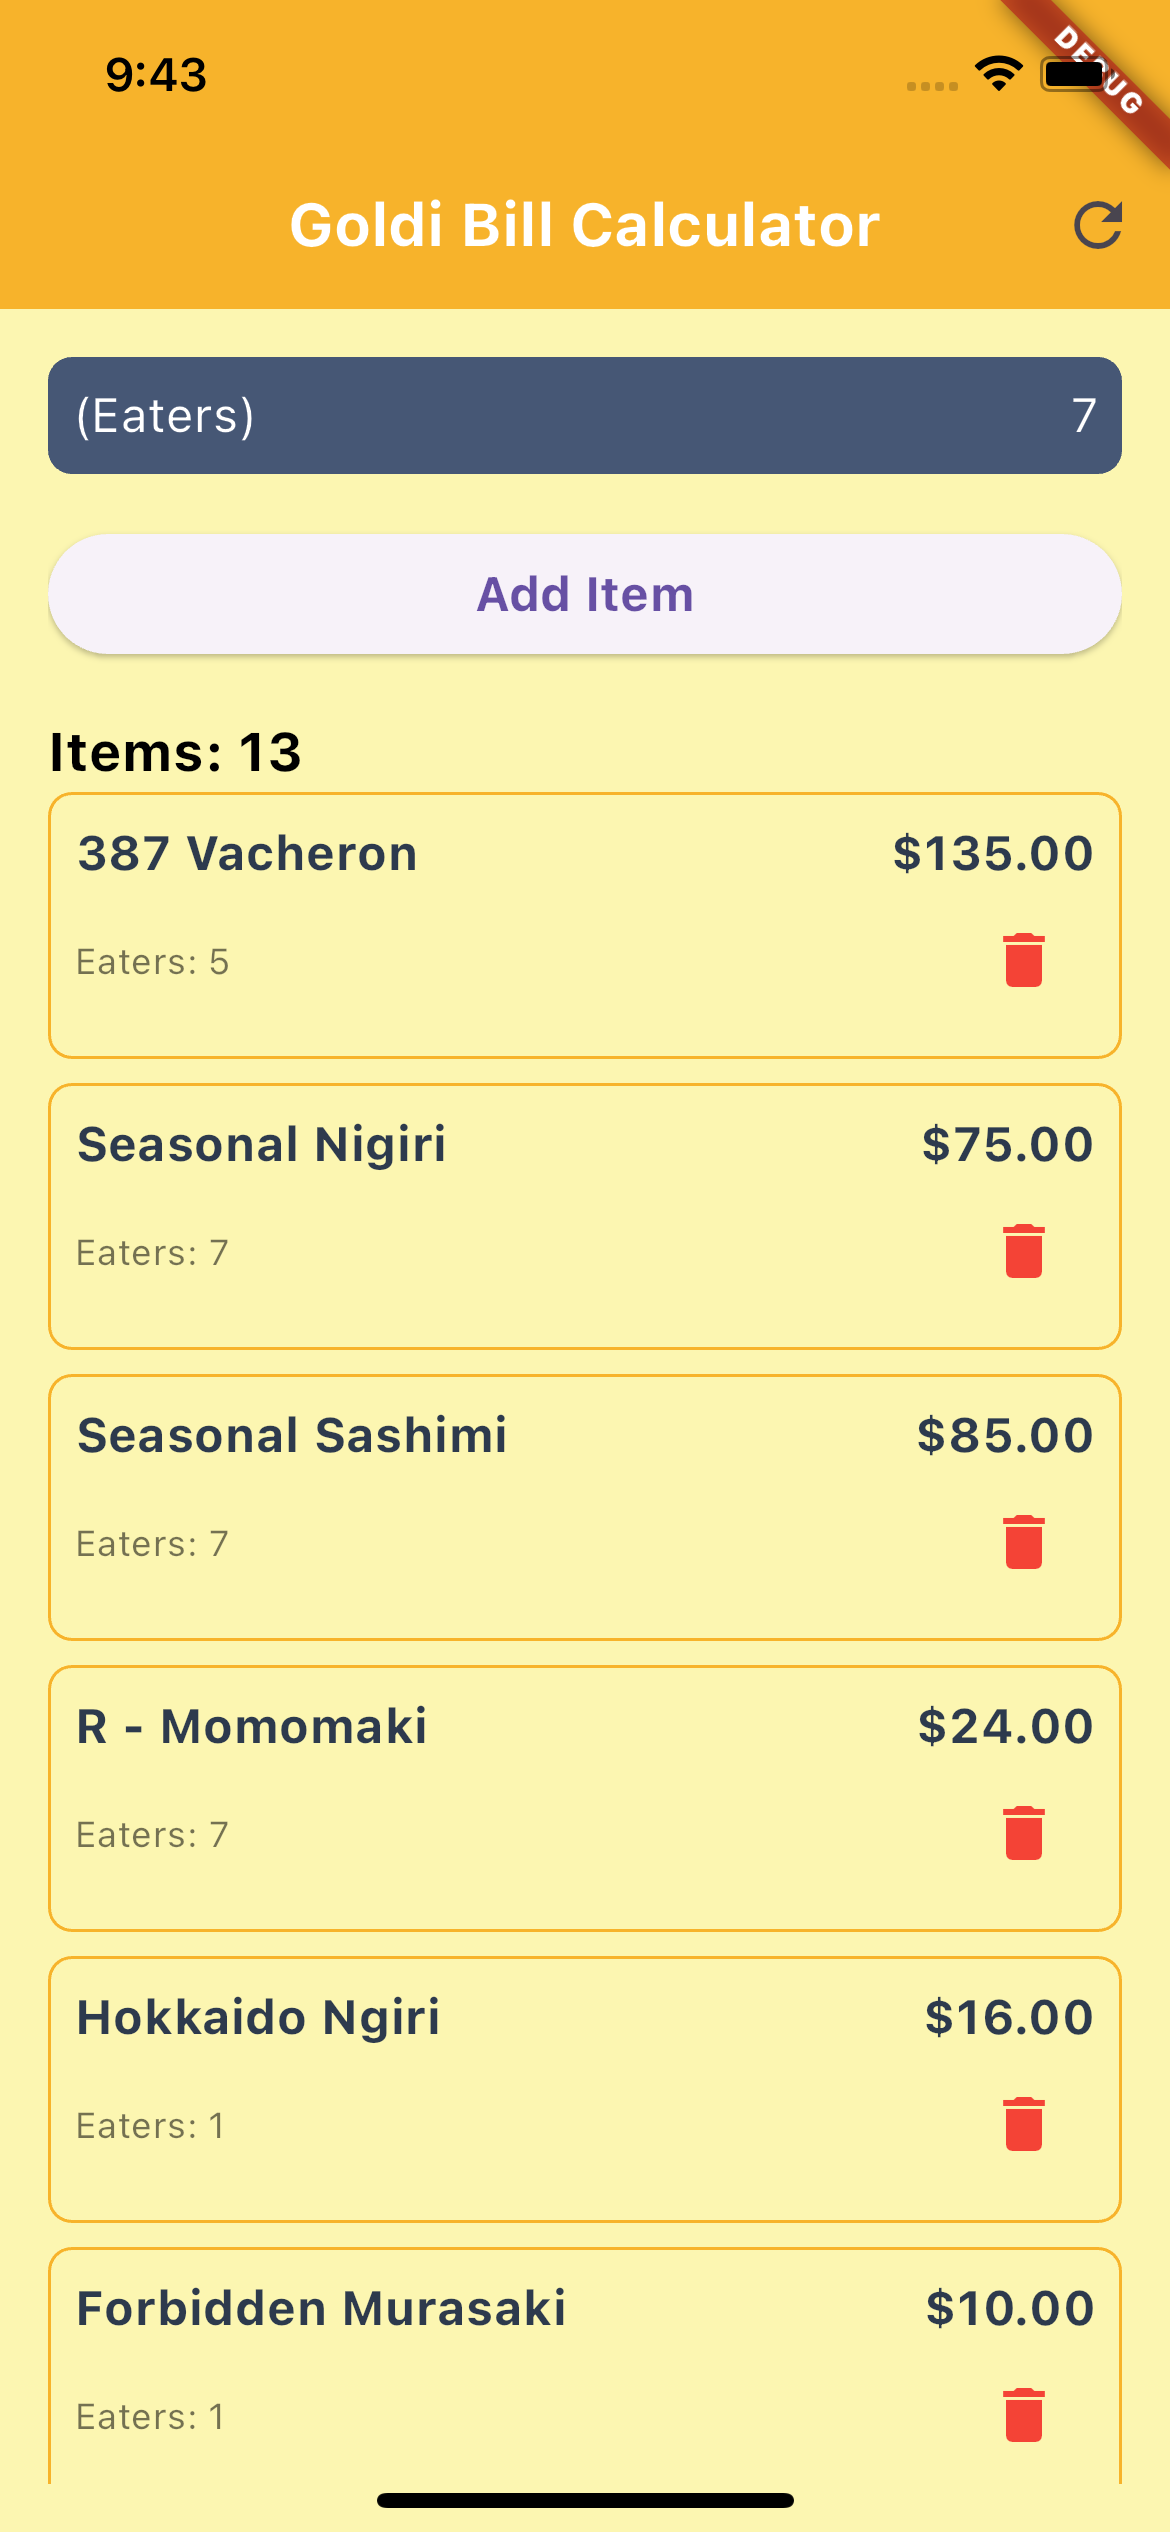 9:43
DEBUG
Goldi Bill Calculator
(Eaters) 7
Add Item
Items: 13
387 Vacheron $135.00
Eaters: 5
Seasonal Nigiri $75.00
Eaters: 7
Seasonal Sashimi $85.00
Eaters: 7
R - Momomaki $24.00
Eaters: 7
Hokkaido Ngiri $16.00
Eaters: 1
Forbidden Murasaki $10.00
Eaters: 1